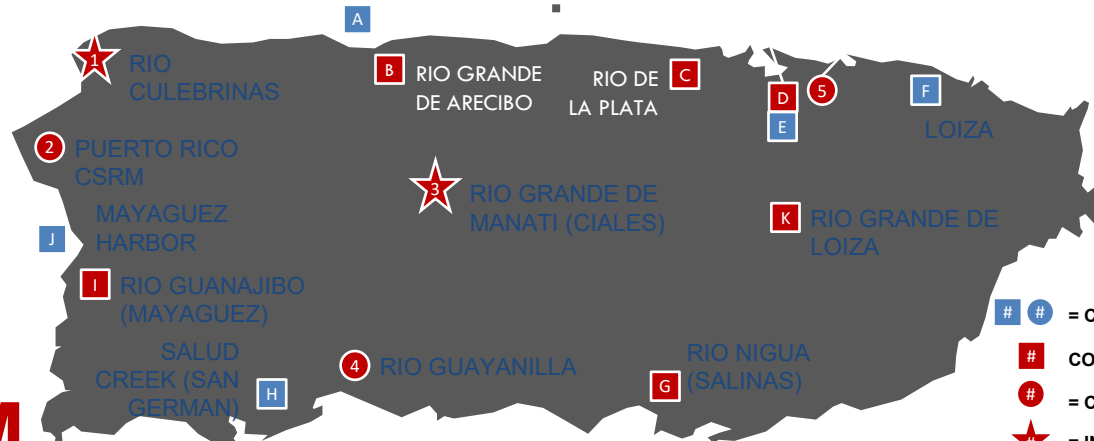 A
1
RIO
CULEBRINAS
B
RIO GRANDE
DE ARECIBO
RIO DE
LA PLATA
C
D
5
E
F
LOIZA
2
PUERTO RICO
CSRM
3
RIO GRANDE DE
MANATI (CIALES)
MAYAGUEZ
HARBOR
J
K
RIO GRANDE DE
LOIZA
I
RIO GUANAJIBO
(MAYAGUEZ)
SALUD
CREEK (SAN
GERMAN)
H
4
RIO GUAYANILLA
RIO NIGUA
(SALINAS)
G
# # = C
# CO
# = C
# = IN
M